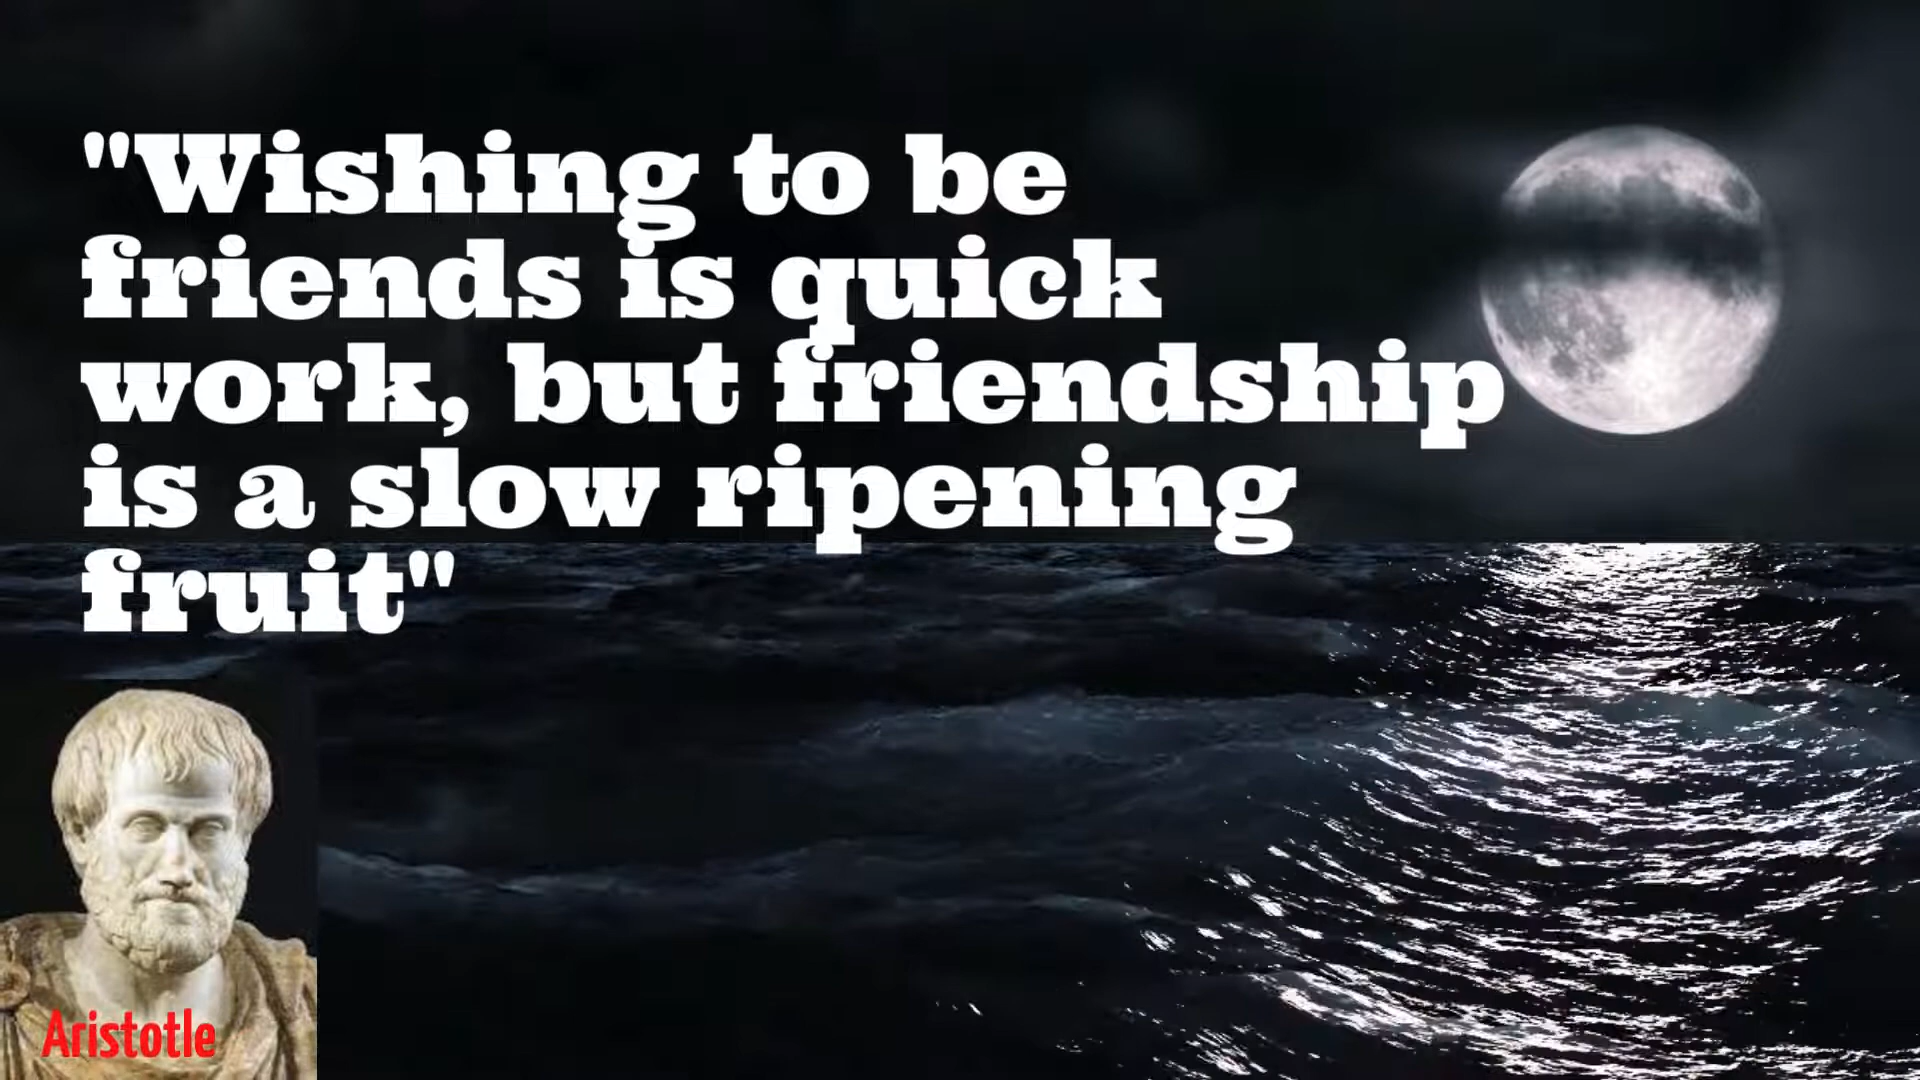 "Wishing to be
friends is quick
work, but friendship
is a slow ripening
fruit"
Aristotle